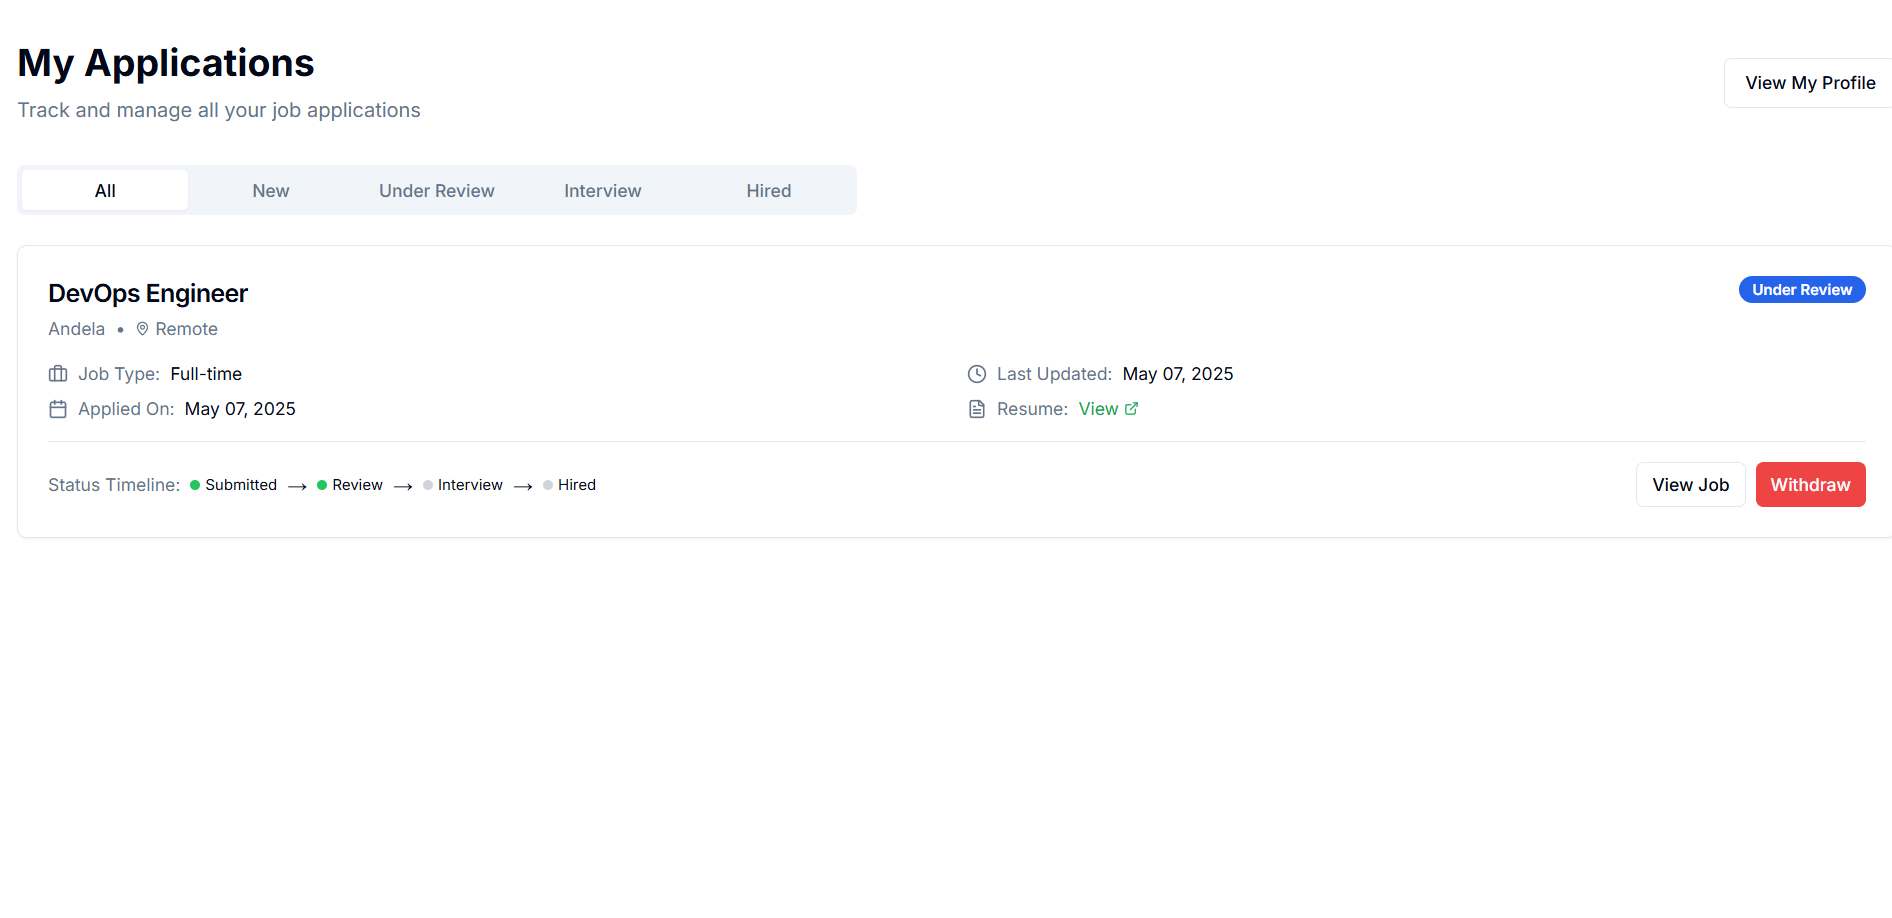 My Applications
Track and manage all your job applications
View My Profile
All New Under Review Interview Hired
DevOps Engineer
Under Review
Andela • Remote
Job Type: Full-time
Last Updated: May 07, 2025
Applied On: May 07, 2025
Resume: View
Status Timeline: Submitted → Review → Interview → Hired
View Job
Withdraw